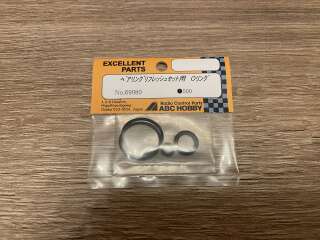 EXCELLENT
PARTS
ベアリングリフレッシュセット用 Oリング
No.69980
●500
Radio Control Parts
ABC HOBBY